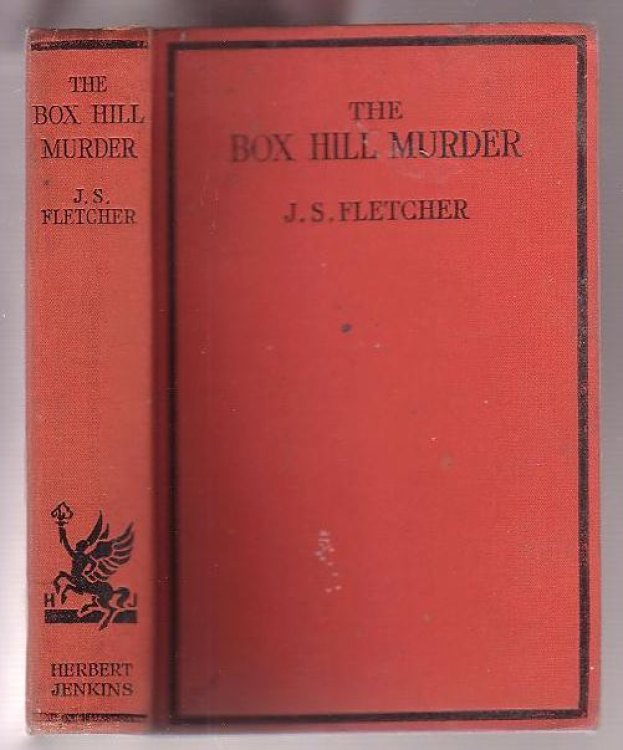 THE
BOX HILL
MURDER
J. S.
FLETCHER
H J
HERBERT
JENKINS
THE
BOX HILL MURDER
J. S. FLETCHER